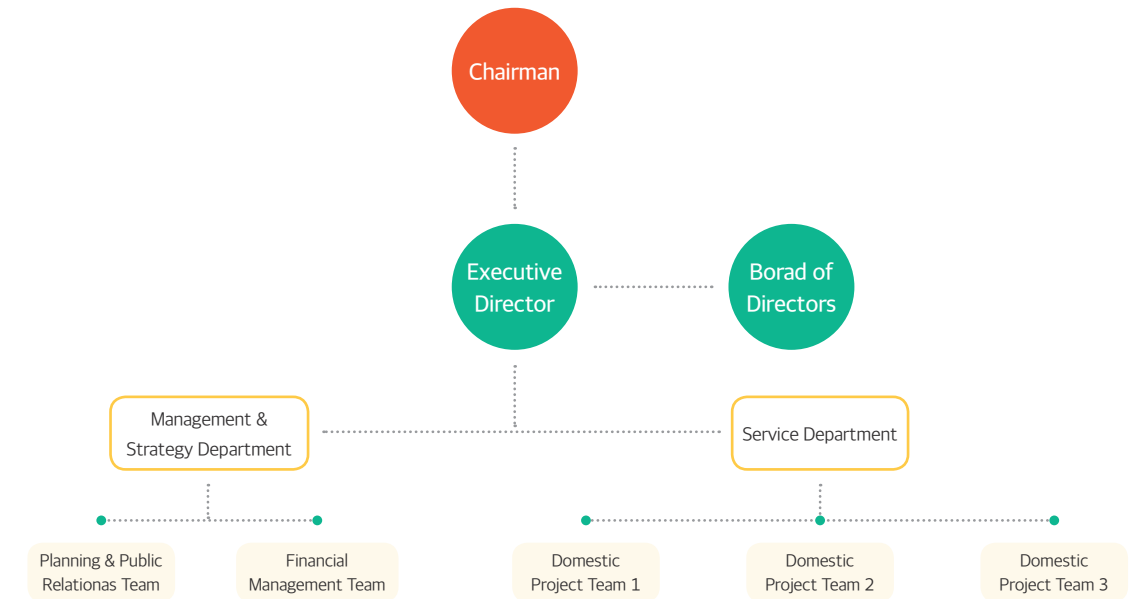 Chairman
Executive
Director
Borad of
Directors
Management &
Strategy Department
Service Department
Planning & Public
Relationas Team
Financial
Management Team
Domestic
Project Team 1
Domestic
Project Team 2
Domestic
Project Team 3